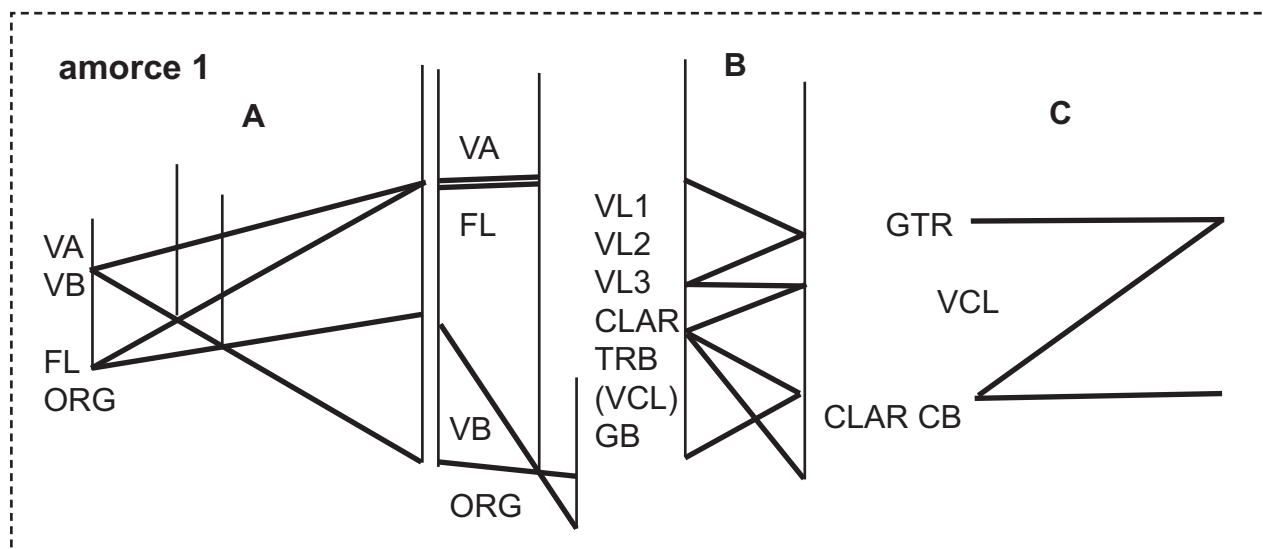 amorce 1
A
VA
VB
FL
ORG
VA
FL
VB
ORG
B
VL1
VL2
VL3
CLAR
TRB
(VCL)
GB
C
GTR
VCL
CLAR CB